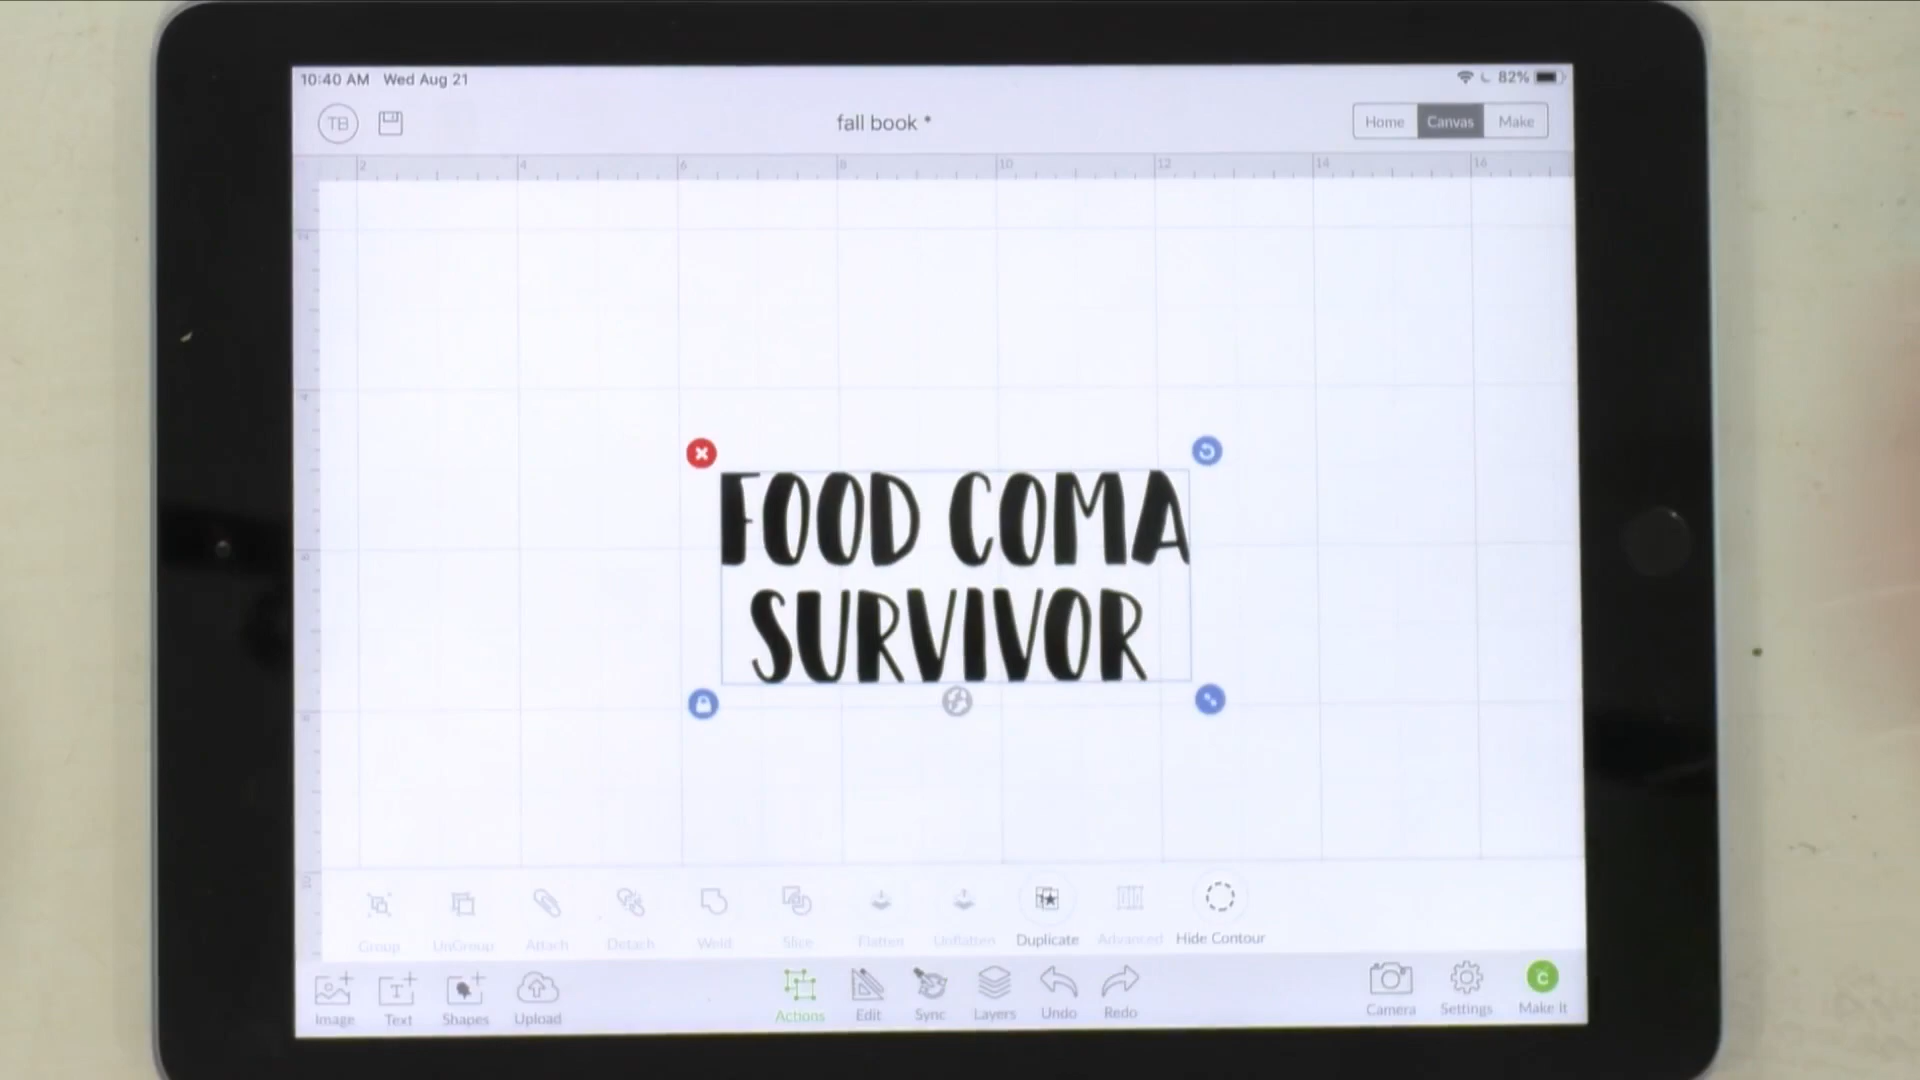 10:40 AM Wed Aug 21
82%
TB
fall book *
Home Canvas Make
2 4 6 8 10 12 14 16
FOOD COMA
SURVIVOR
Group UnGroup Attach Detach Weld Slice Flatten Unflatten Duplicate Advanced Hide Contour
Image Text Shapes Upload Actions Edit Sync Layers Undo Redo Camera Settings Make It